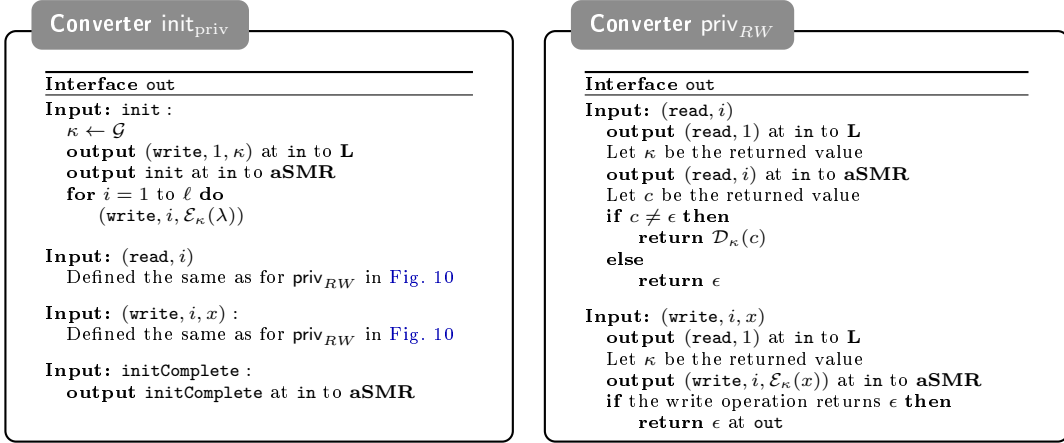 Converter init_priv
Interface out
Input: init :
κ ← 𝒢
output (write, 1, κ) at in to L
output init at in to aSMR
for i = 1 to ℓ do
(write, i, ℰ_κ(λ))
Input: (read, i)
Defined the same as for priv_RW in Fig. 10
Input: (write, i, x) :
Defined the same as for priv_RW in Fig. 10
Input: initComplete :
output initComplete at in to aSMR
Converter priv_RW
Interface out
Input: (read, i)
output (read, 1) at in to L
Let κ be the returned value
output (read, i) at in to aSMR
Let c be the returned value
if c ≠ ϵ then
return 𝒟_κ(c)
else
return ϵ
Input: (write, i, x)
output (read, 1) at in to L
Let κ be the returned value
output (write, i, ℰ_κ(x)) at in to aSMR
if the write operation returns ϵ then
return ϵ at out